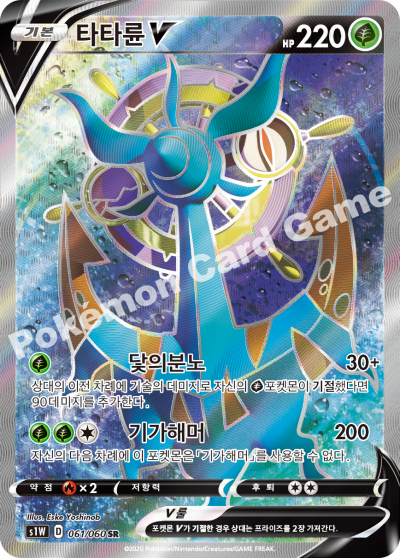 기본 타타륜 V HP 220
Pokémon Card Game
닻의분노 30+
상대의 이전 차례에 기술의 데미지로 자신의 포켓몬이 기절했다면
90데미지를 추가한다.
기가해머 200
자신의 다음 차례에 이 포켓몬은 「기가해머」를 사용할 수 없다.
약점 ×2 저항력 후퇴
Illus. Eske Yoshinob
V룰
s1W D 061/060 SR
포켓몬 V가 기절한 경우 상대는 프라이즈를 2장 가져간다.
©2020 Pokémon/Nintendo/Creatures/GAME FREAK.